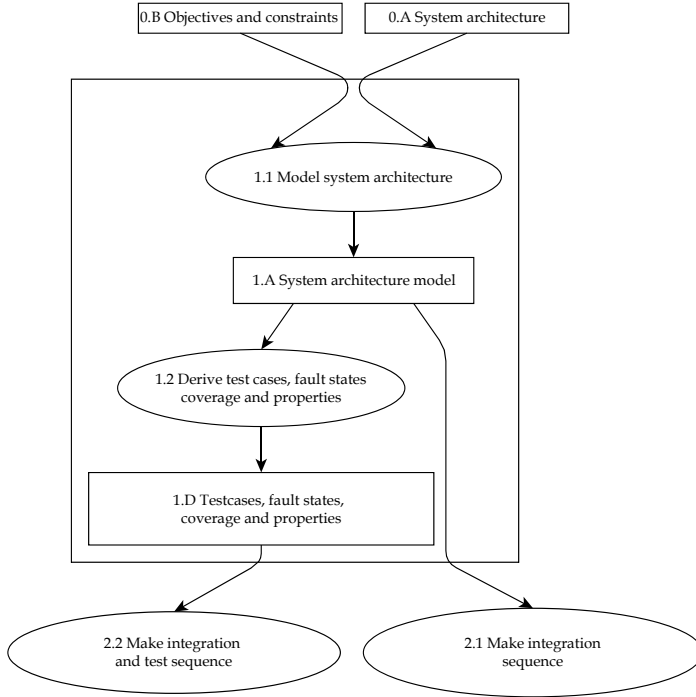 0.B Objectives and constraints
0.A System architecture
1.1 Model system architecture
1.A System architecture model
1.2 Derive test cases, fault states
coverage and properties
1.D Testcases, fault states,
coverage and properties
2.2 Make integration
and test sequence
2.1 Make integration
sequence